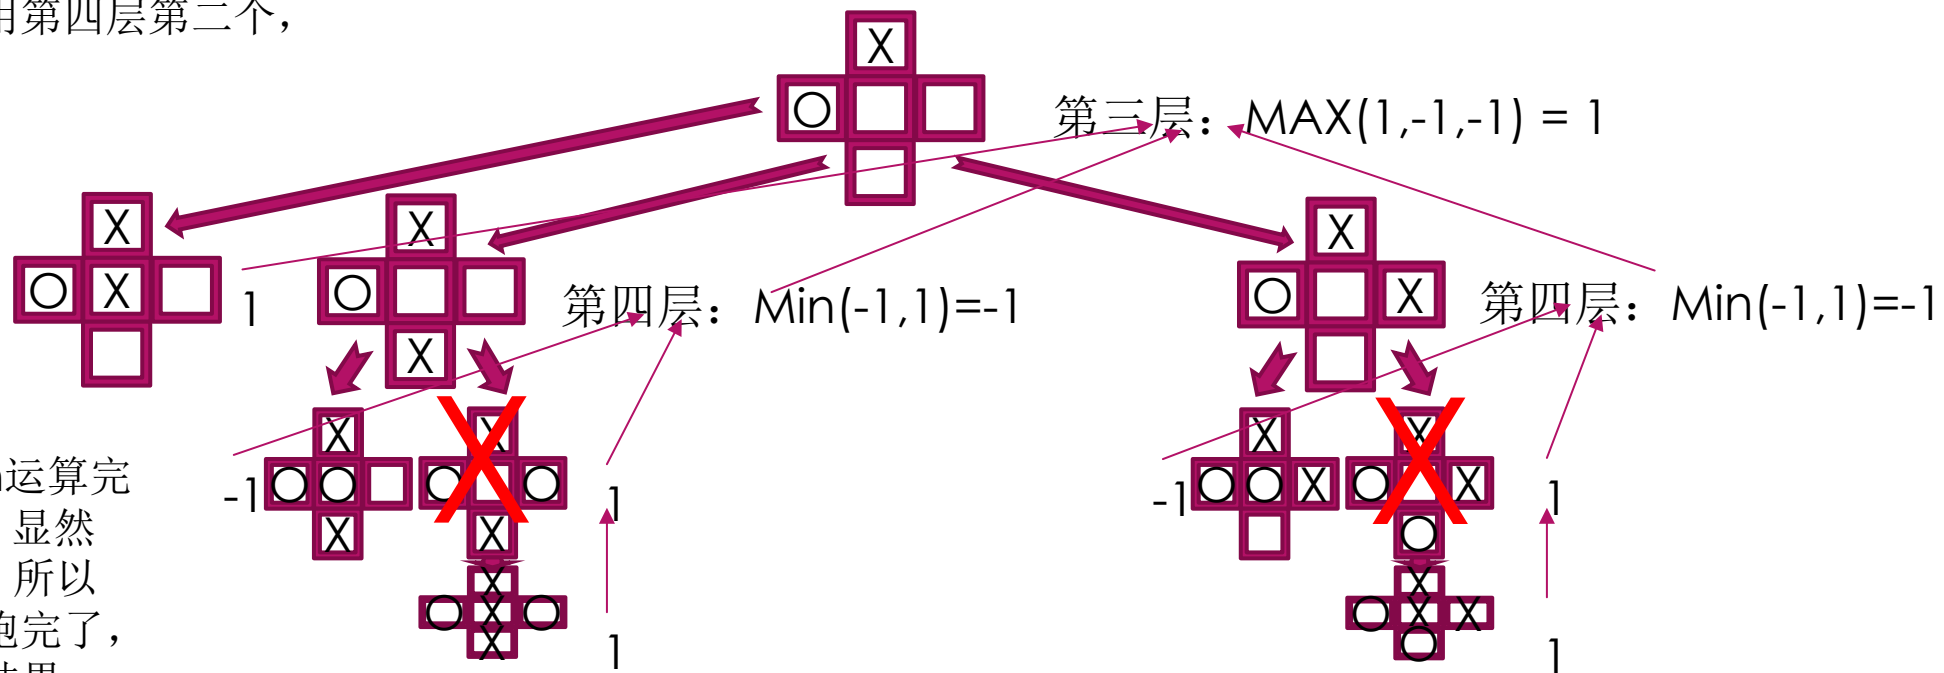 用第四层第二个，
X
○
第三层：MAX(1,-1,-1) = 1
X
○ X
1
X
○
X
第四层：Min(-1,1)=-1
X
○ X
第四层：Min(-1,1)=-1
X
○ ○
X
-1
X
○ ○
X
X
1
X
○ X ○
X
1
X
○ ○ X
-1
X
○ X
○
X
1
X
○ X X
○
1
运算完
显然
所以
跑完了，